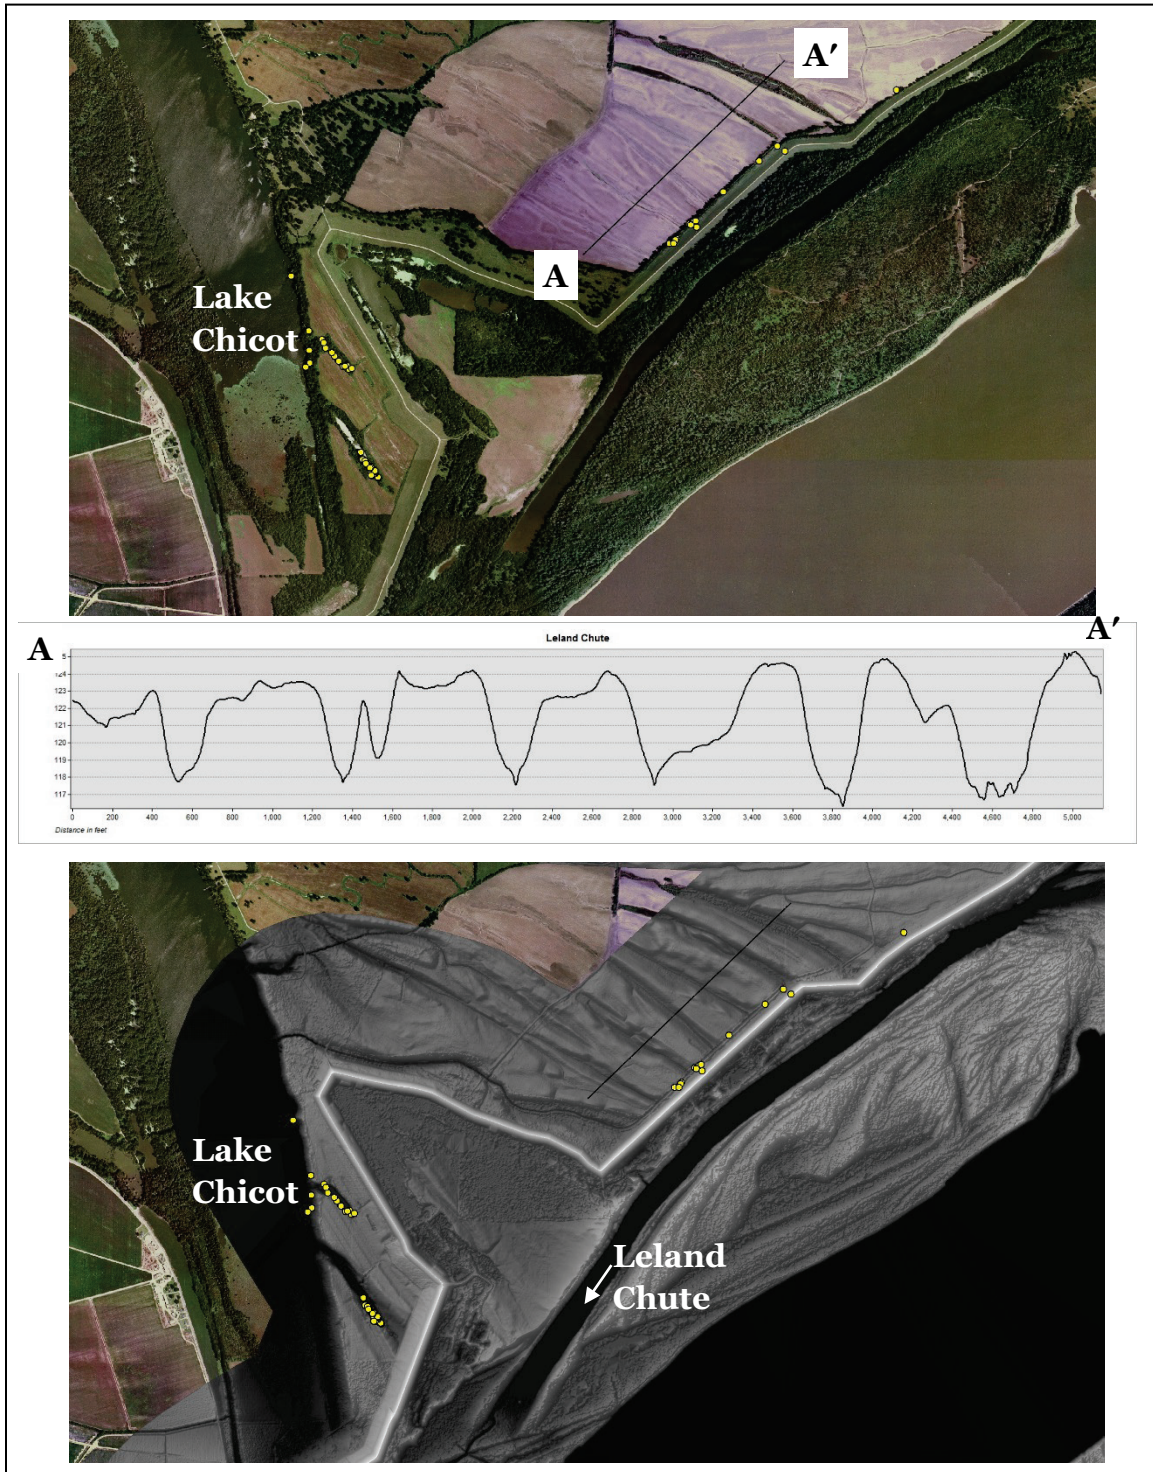 A′
A
Lake
Chicot
A
Leland Chute
A′
5
124
123
122
121
120
119
118
117
0 200 400 600 800 1,000 1,200 1,400 1,600 1,800 2,000 2,200 2,400 2,600 2,800 3,000 3,200 3,400 3,600 3,800 4,000 4,200 4,400 4,600 4,800 5,000
Distance in feet
Lake
Chicot
Leland
Chute